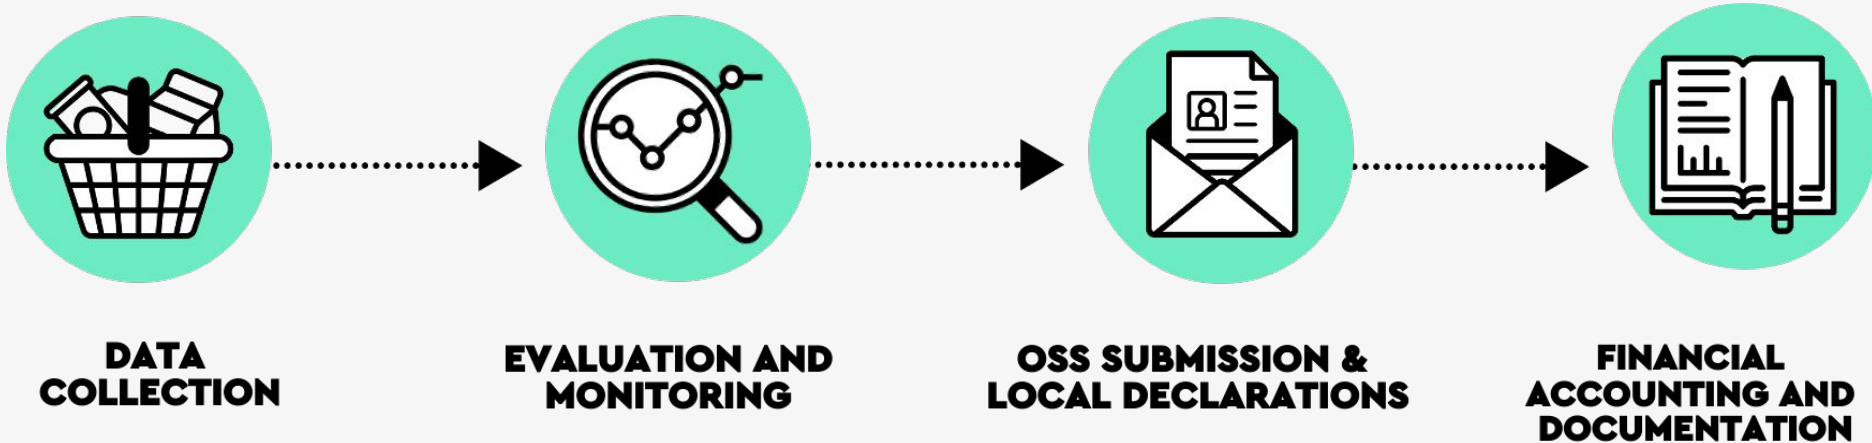 DATA
COLLECTION
EVALUATION AND
MONITORING
OSS SUBMISSION &
LOCAL DECLARATIONS
FINANCIAL
ACCOUNTING AND
DOCUMENTATION